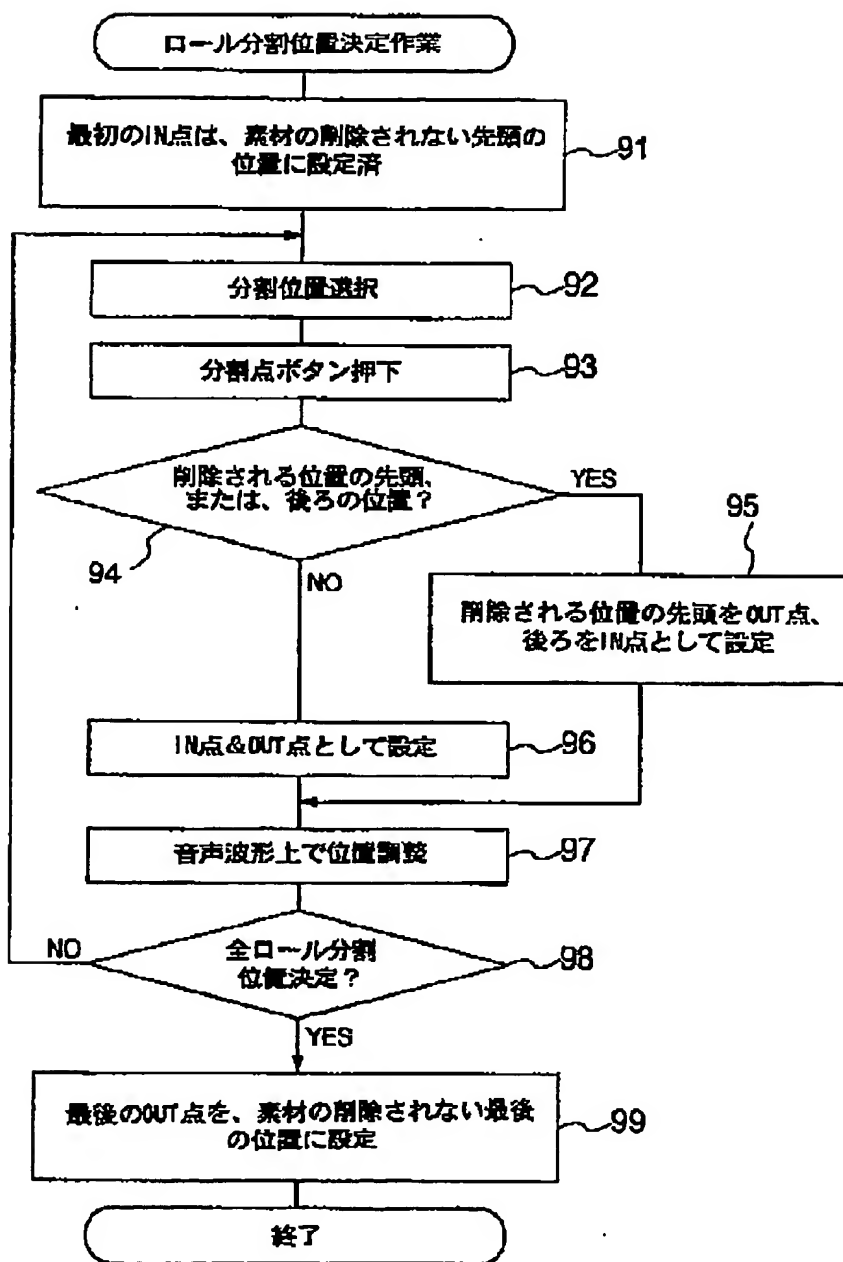 ロール分割位置決定作業
最初のIN点は、素材の削除されない先頭の
位置に設定済
91
分割位置選択
92
分割点ボタン押下
93
削除される位置の先頭、
または、後ろの位置？
YES
94
NO
95
削除される位置の先頭をOUT点、
後ろをIN点として設定
IN点&OUT点として設定
96
音声波形上で位置調整
97
NO
全ロール分割
位置決定？
98
YES
最後のOUT点を、素材の削除されない最後
の位置に設定
99
終了